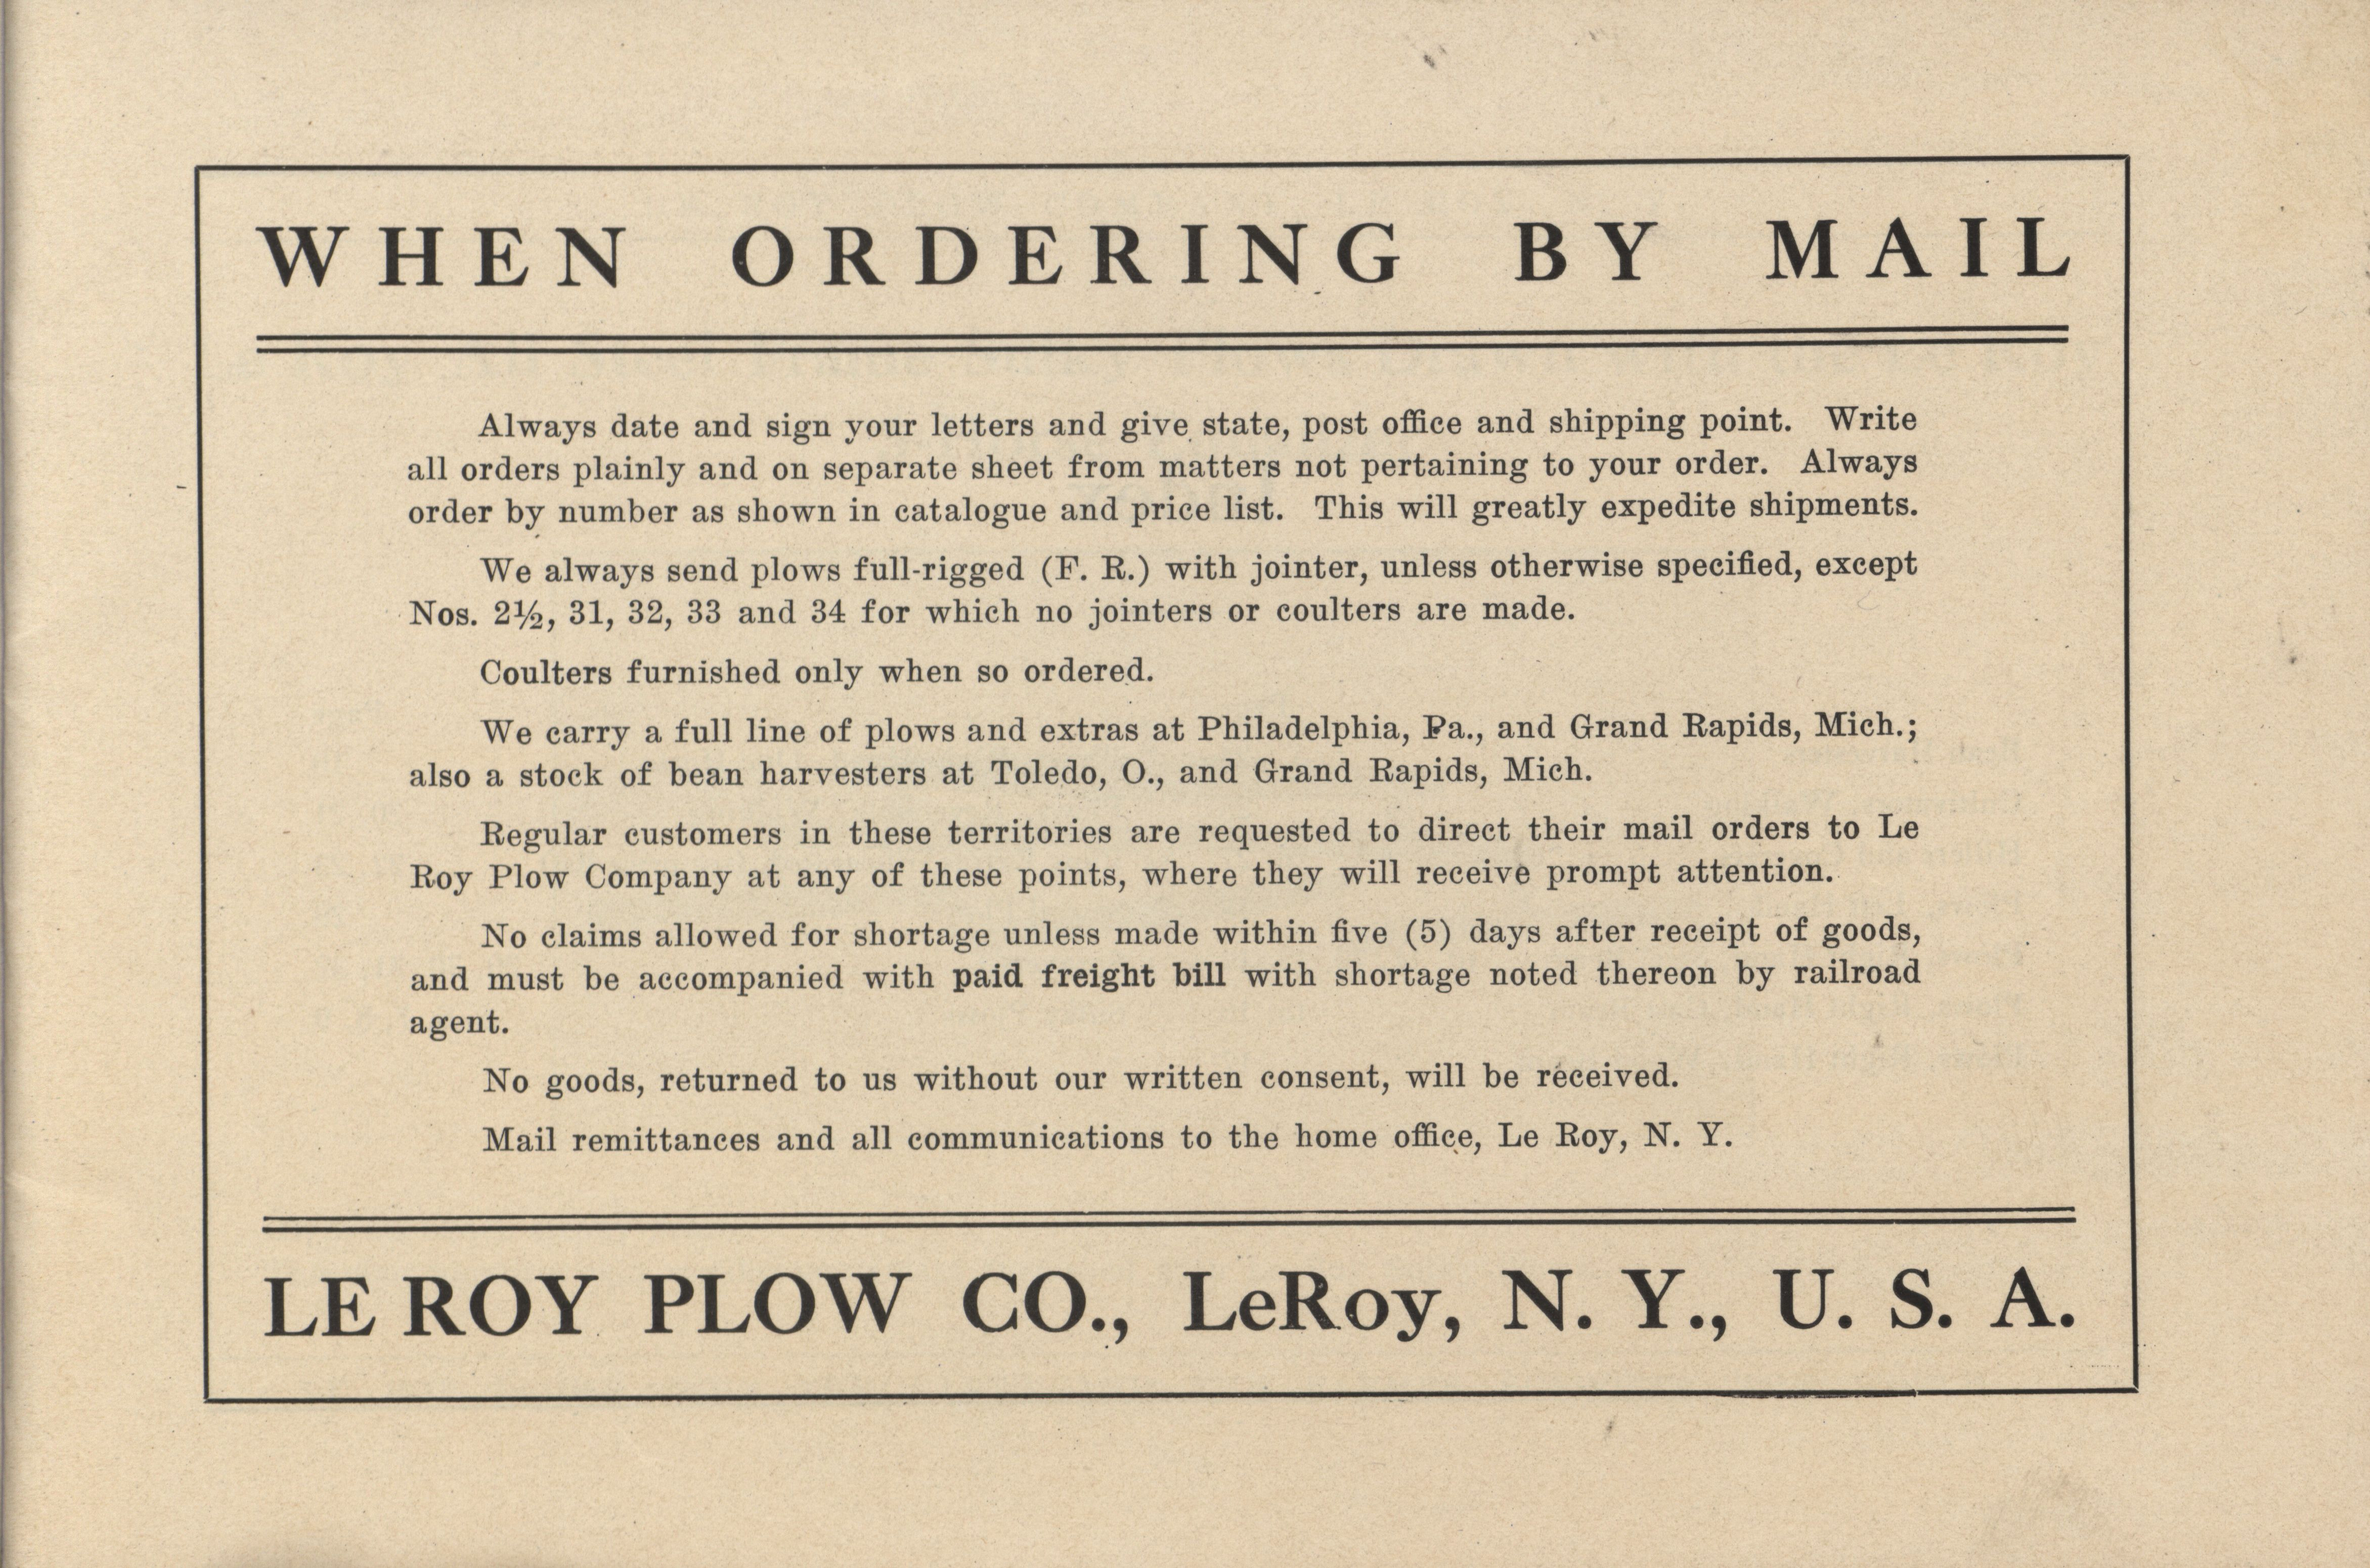 WHEN ORDERING BY MAIL
Always date and sign your letters and give state, post office and shipping point. Write
all orders plainly and on separate sheet from matters not pertaining to your order. Always
order by number as shown in catalogue and price list. This will greatly expedite shipments.
We always send plows full-rigged (F. R.) with jointer, unless otherwise specified, except
Nos. 2½, 31, 32, 33 and 34 for which no jointers or coulters are made.
Coulters furnished only when so ordered.
We carry a full line of plows and extras at Philadelphia, Pa., and Grand Rapids, Mich.;
also a stock of bean harvesters at Toledo, O., and Grand Rapids, Mich.
Regular customers in these territories are requested to direct their mail orders to Le
Roy Plow Company at any of these points, where they will receive prompt attention.
No claims allowed for shortage unless made within five (5) days after receipt of goods,
and must be accompanied with paid freight bill with shortage noted thereon by railroad
agent.
No goods, returned to us without our written consent, will be received.
Mail remittances and all communications to the home office, Le Roy, N. Y.
LE ROY PLOW CO., LeRoy, N. Y., U. S. A.